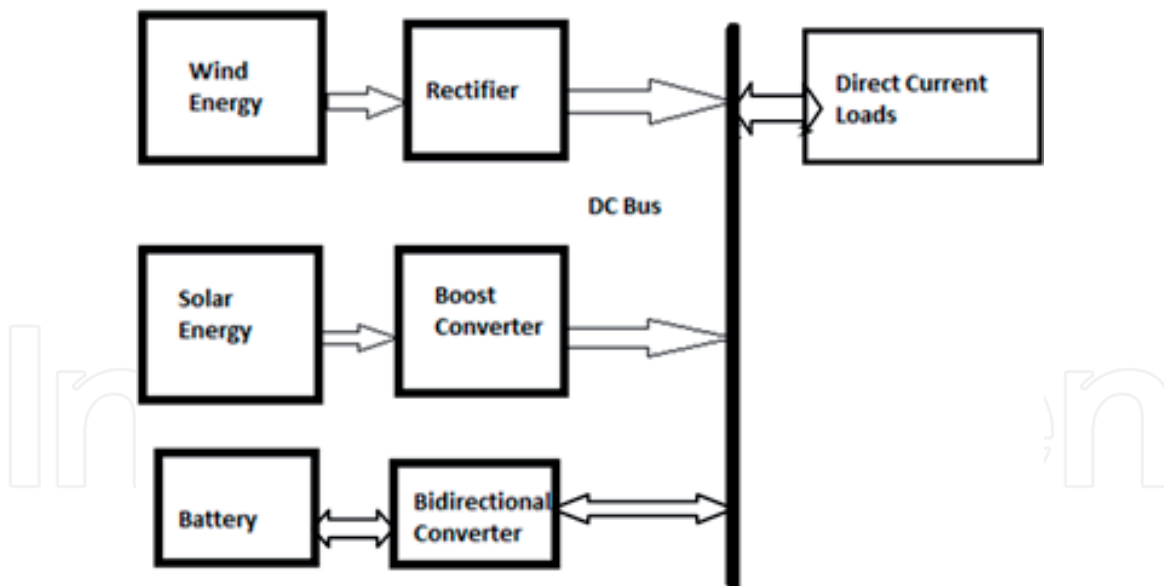 Wind
Energy
Rectifier
Direct Current
Loads
DC Bus
Solar
Energy
Boost
Converter
Battery
Bidirectional
Converter